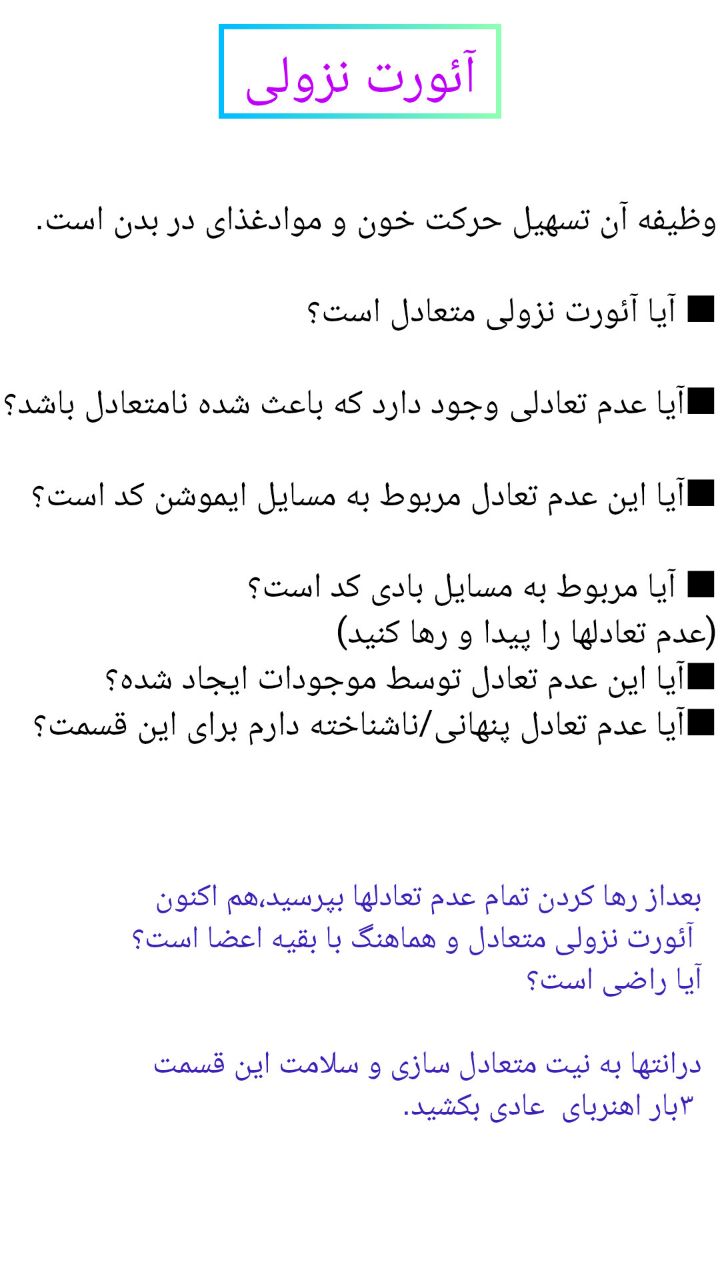 آئورت نزولی
وظیفه آن تسهیل حرکت خون و موادغذای در بدن است.
■ آیا آئورت نزولی متعادل است؟
■آیا عدم تعادلی وجود دارد که باعث شده نامتعادل باشد؟
■آیا این عدم تعادل مربوط به مسایل ایموشن کد است؟
■ آیا مربوط به مسایل بادی کد است؟
(عدم تعادلها را پیدا و رها کنید)
■آیا این عدم تعادل توسط موجودات ایجاد شده؟
■آیا عدم تعادل پنهانی/ناشناخته دارم برای این قسمت؟
بعداز رها کردن تمام عدم تعادلها بپرسید،هم اکنون
آئورت نزولی متعادل و هماهنگ با بقیه اعضا است؟
آیا راضی است؟
درانتها به نیت متعادل سازی و سلامت این قسمت
۳بار اهنربای عادی بکشید.